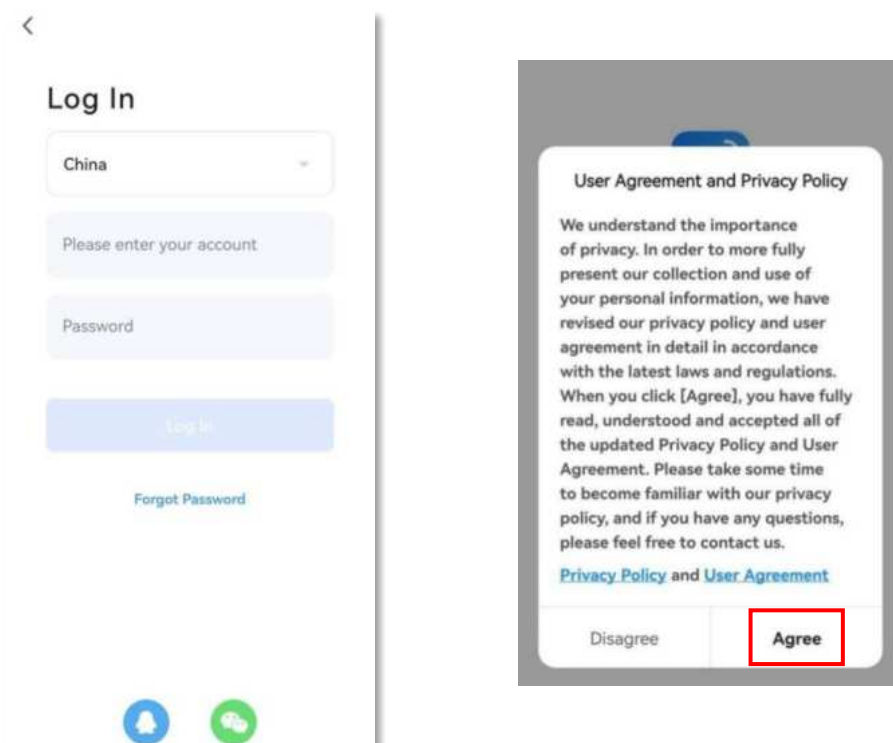 Log In
China
Please enter your account
Password
Log In
Forgot Password
User Agreement and Privacy Policy
We understand the importance
of privacy. In order to more fully
present our collection and use of
your personal information, we have
revised our privacy policy and user
agreement in detail in accordance
with the latest laws and regulations.
When you click [Agree], you have fully
read, understood and accepted all of
the updated Privacy Policy and User
Agreement. Please take some time
to become familiar with our privacy
policy, and if you have any questions,
please feel free to contact us.
Privacy Policy and User Agreement
Disagree
Agree